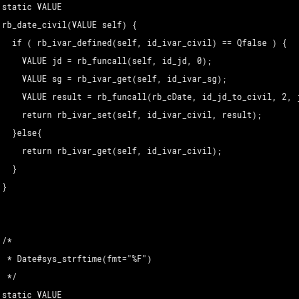 static VALUE
rb_date_civil(VALUE self) {
if ( rb_ivar_defined(self, id_ivar_civil) == Qfalse ) {
VALUE jd = rb_funcall(self, id_jd, 0);
VALUE sg = rb_ivar_get(self, id_ivar_sg);
VALUE result = rb_funcall(rb_cDate, id_jd_to_civil, 2,
return rb_ivar_set(self, id_ivar_civil, result);
}else{
return rb_ivar_get(self, id_ivar_civil);
}
}
/*
* Date#sys_strftime(fmt="%F")
*/
static VALUE